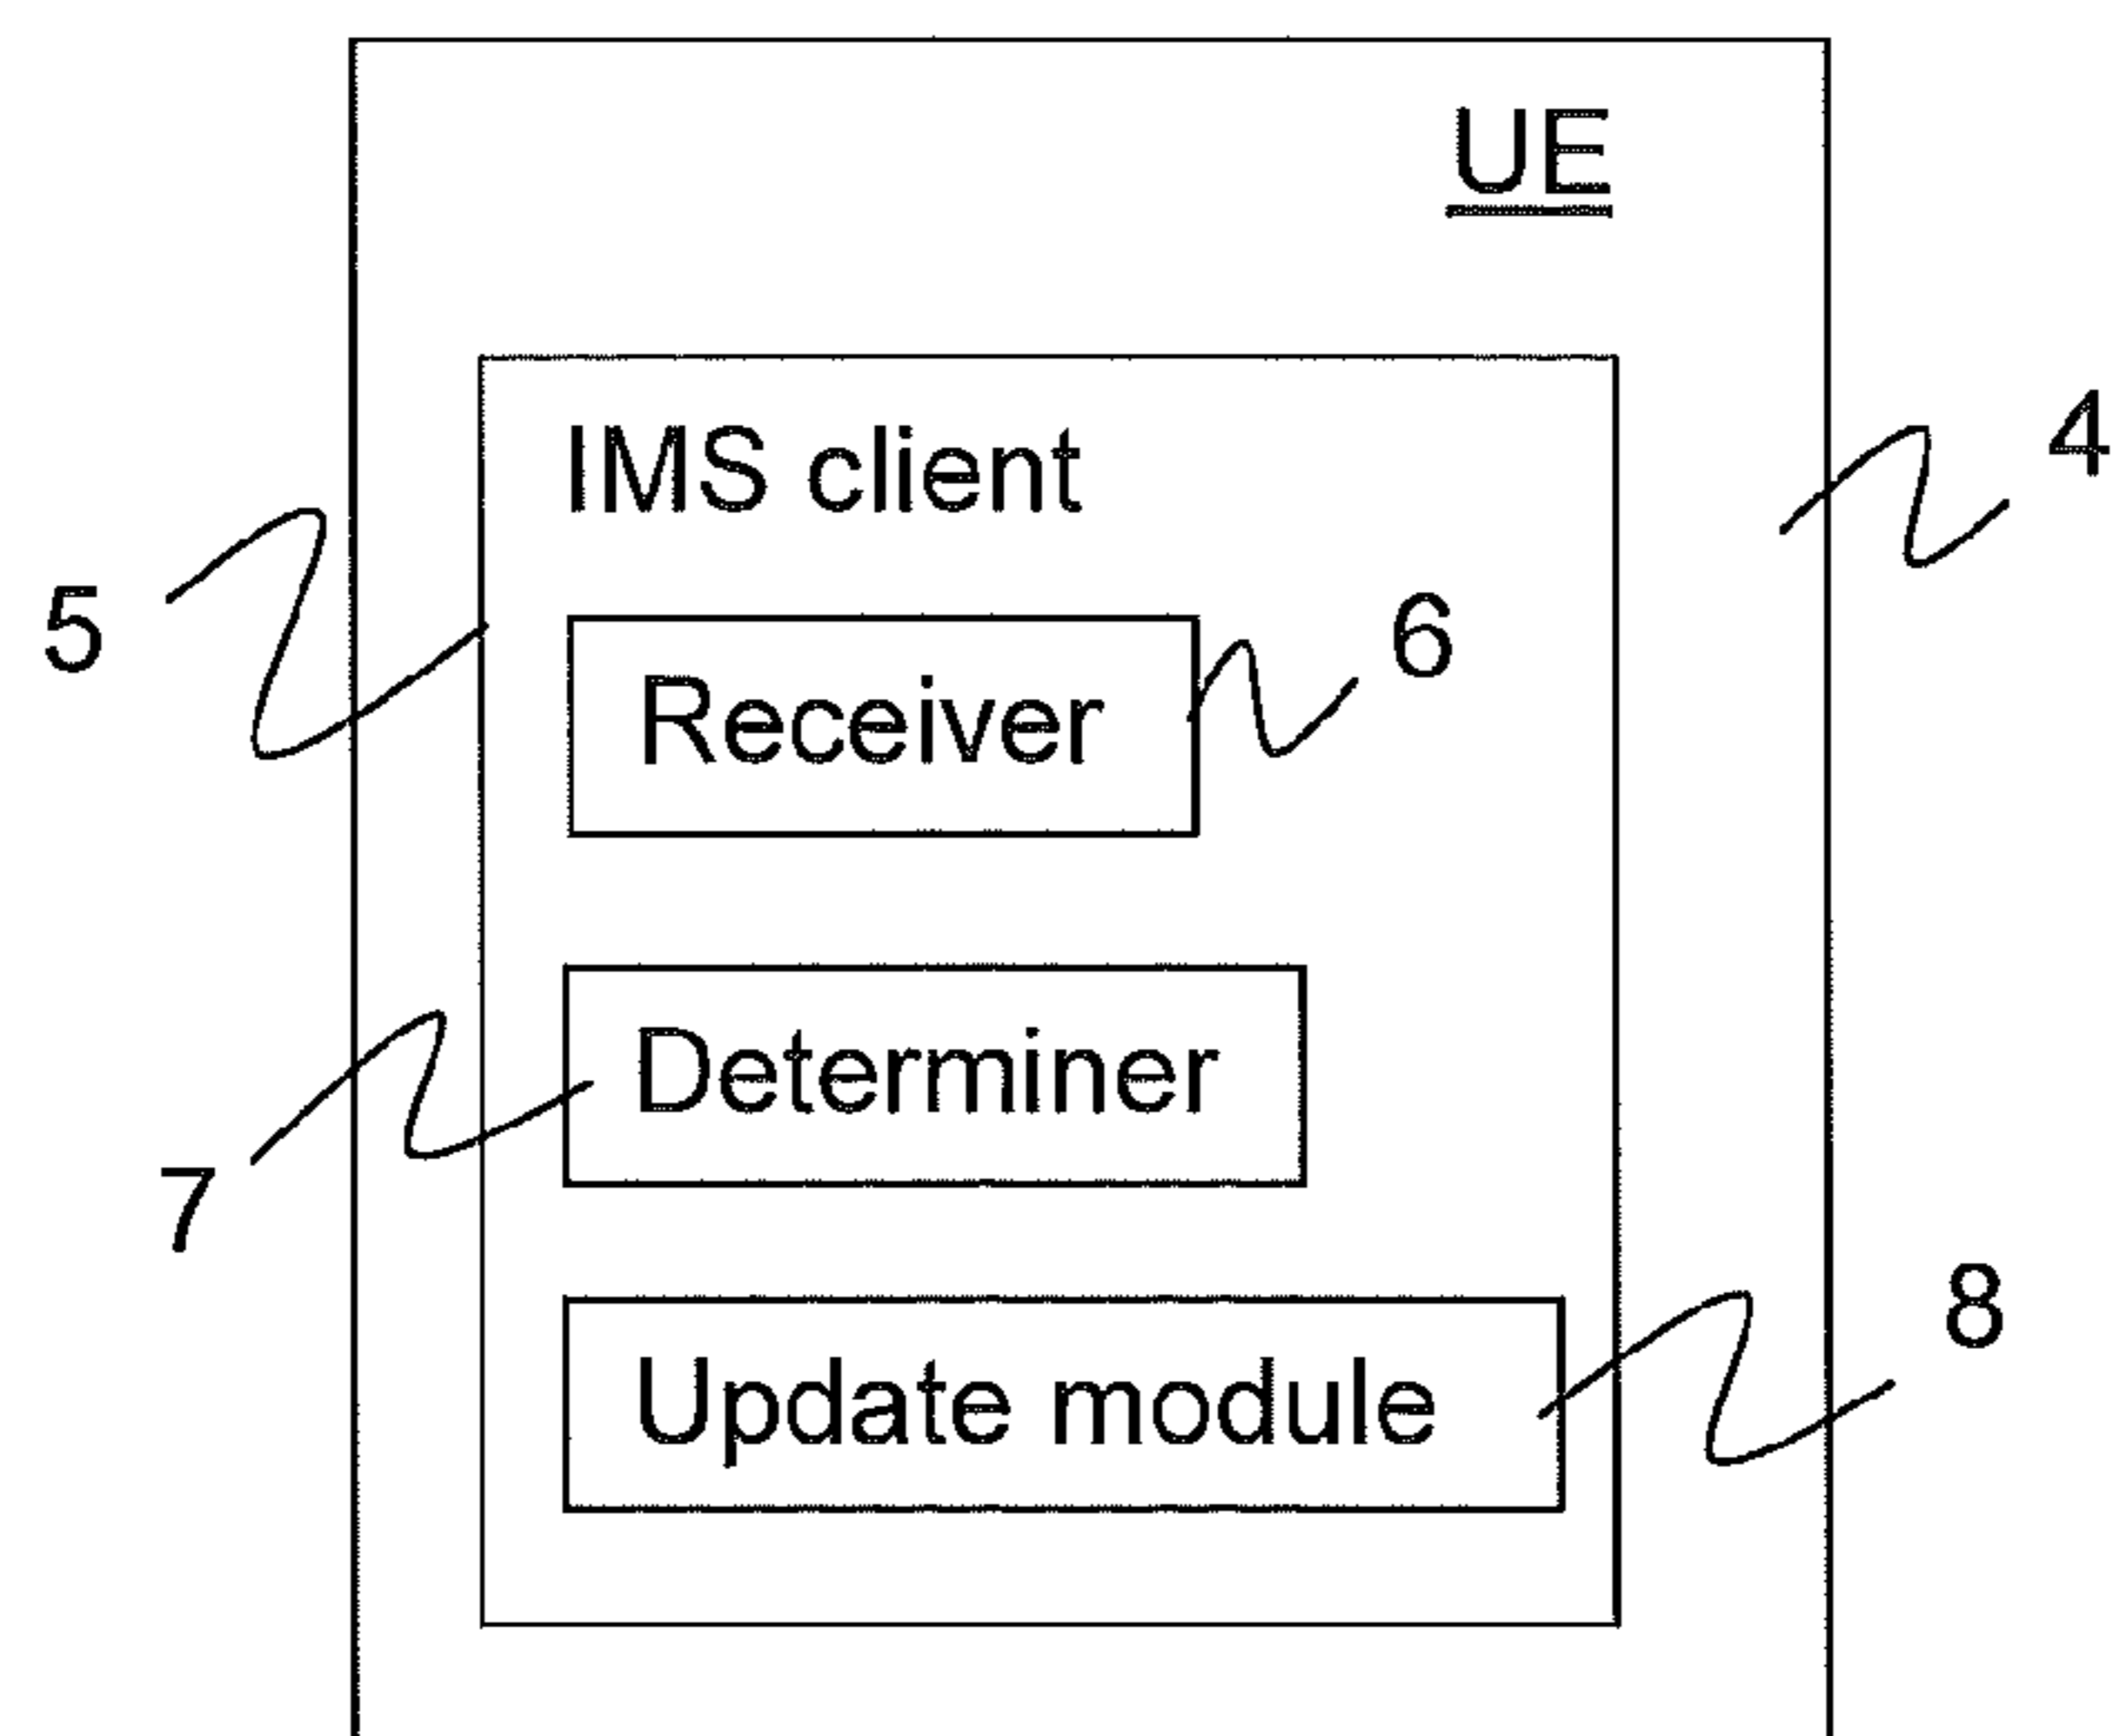 UE
4
IMS client
5
6
Receiver
7
Determiner
8
Update module